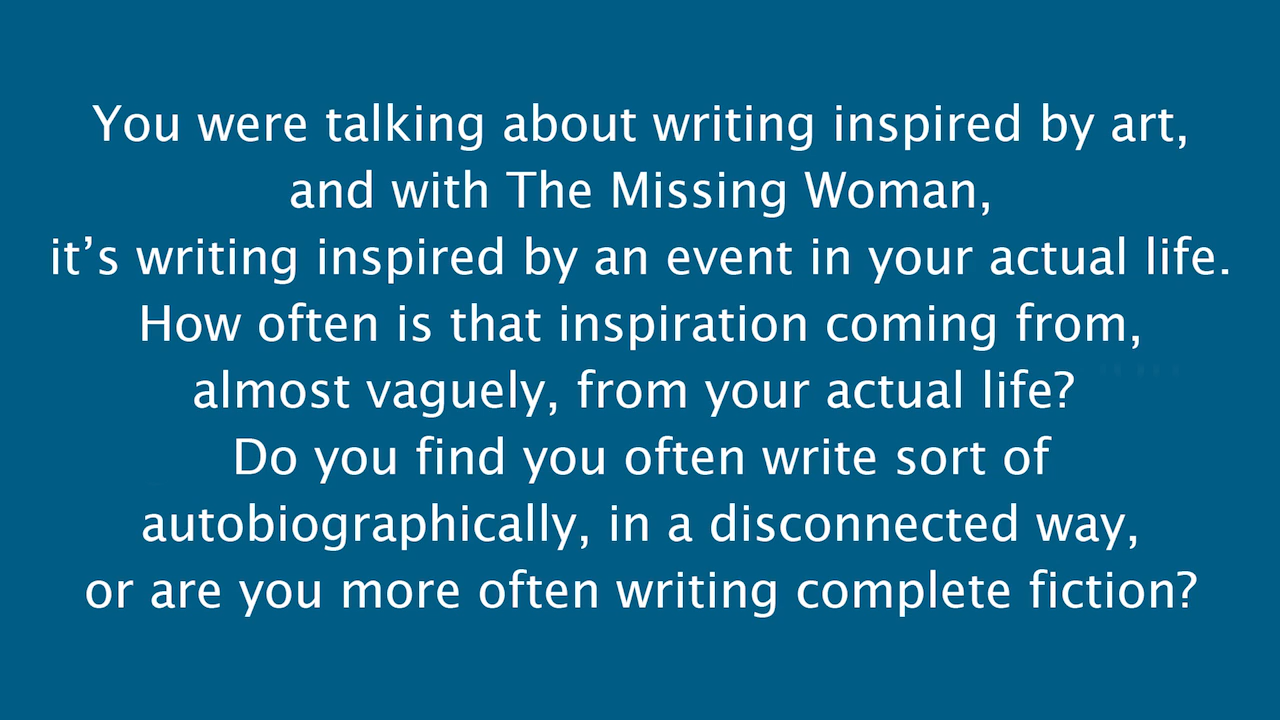 You were talking about writing inspired by art,
and with The Missing Woman,
it’s writing inspired by an event in your actual life.
How often is that inspiration coming from,
almost vaguely, from your actual life?
Do you find you often write sort of
autobiographically, in a disconnected way,
or are you more often writing complete fiction?